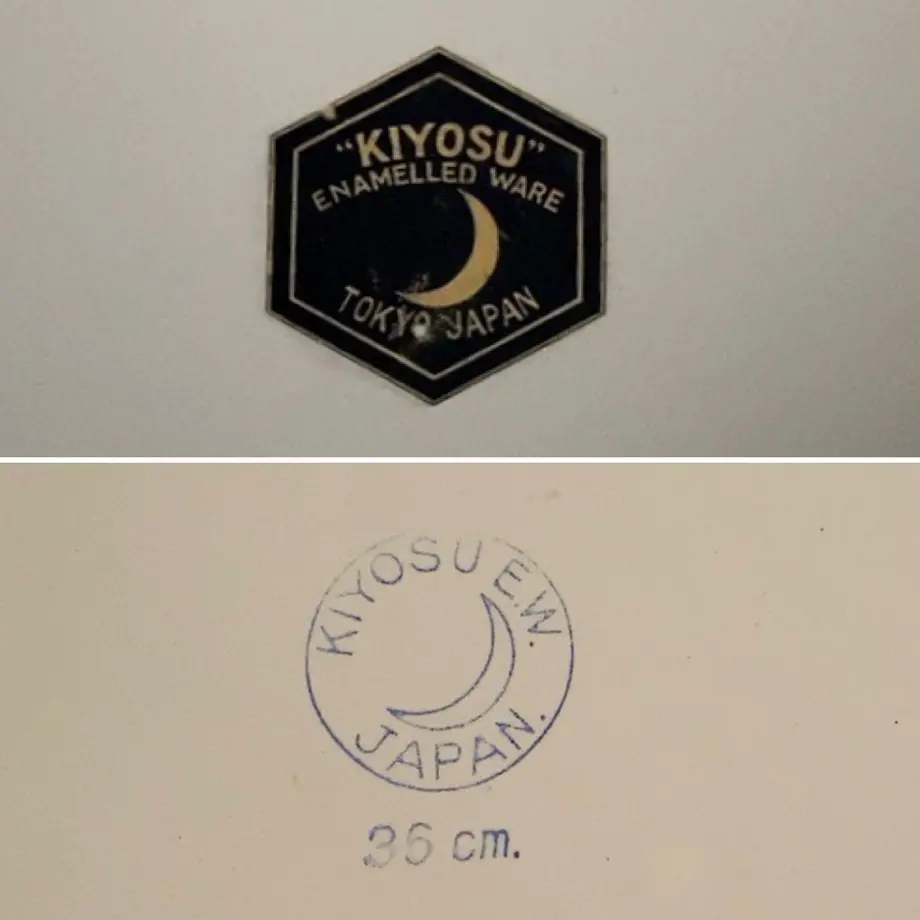 "KIYOSU"
ENAMELLED WARE
TOKYO JAPAN
KIYOSU E.W.
JAPAN.
36 cm.